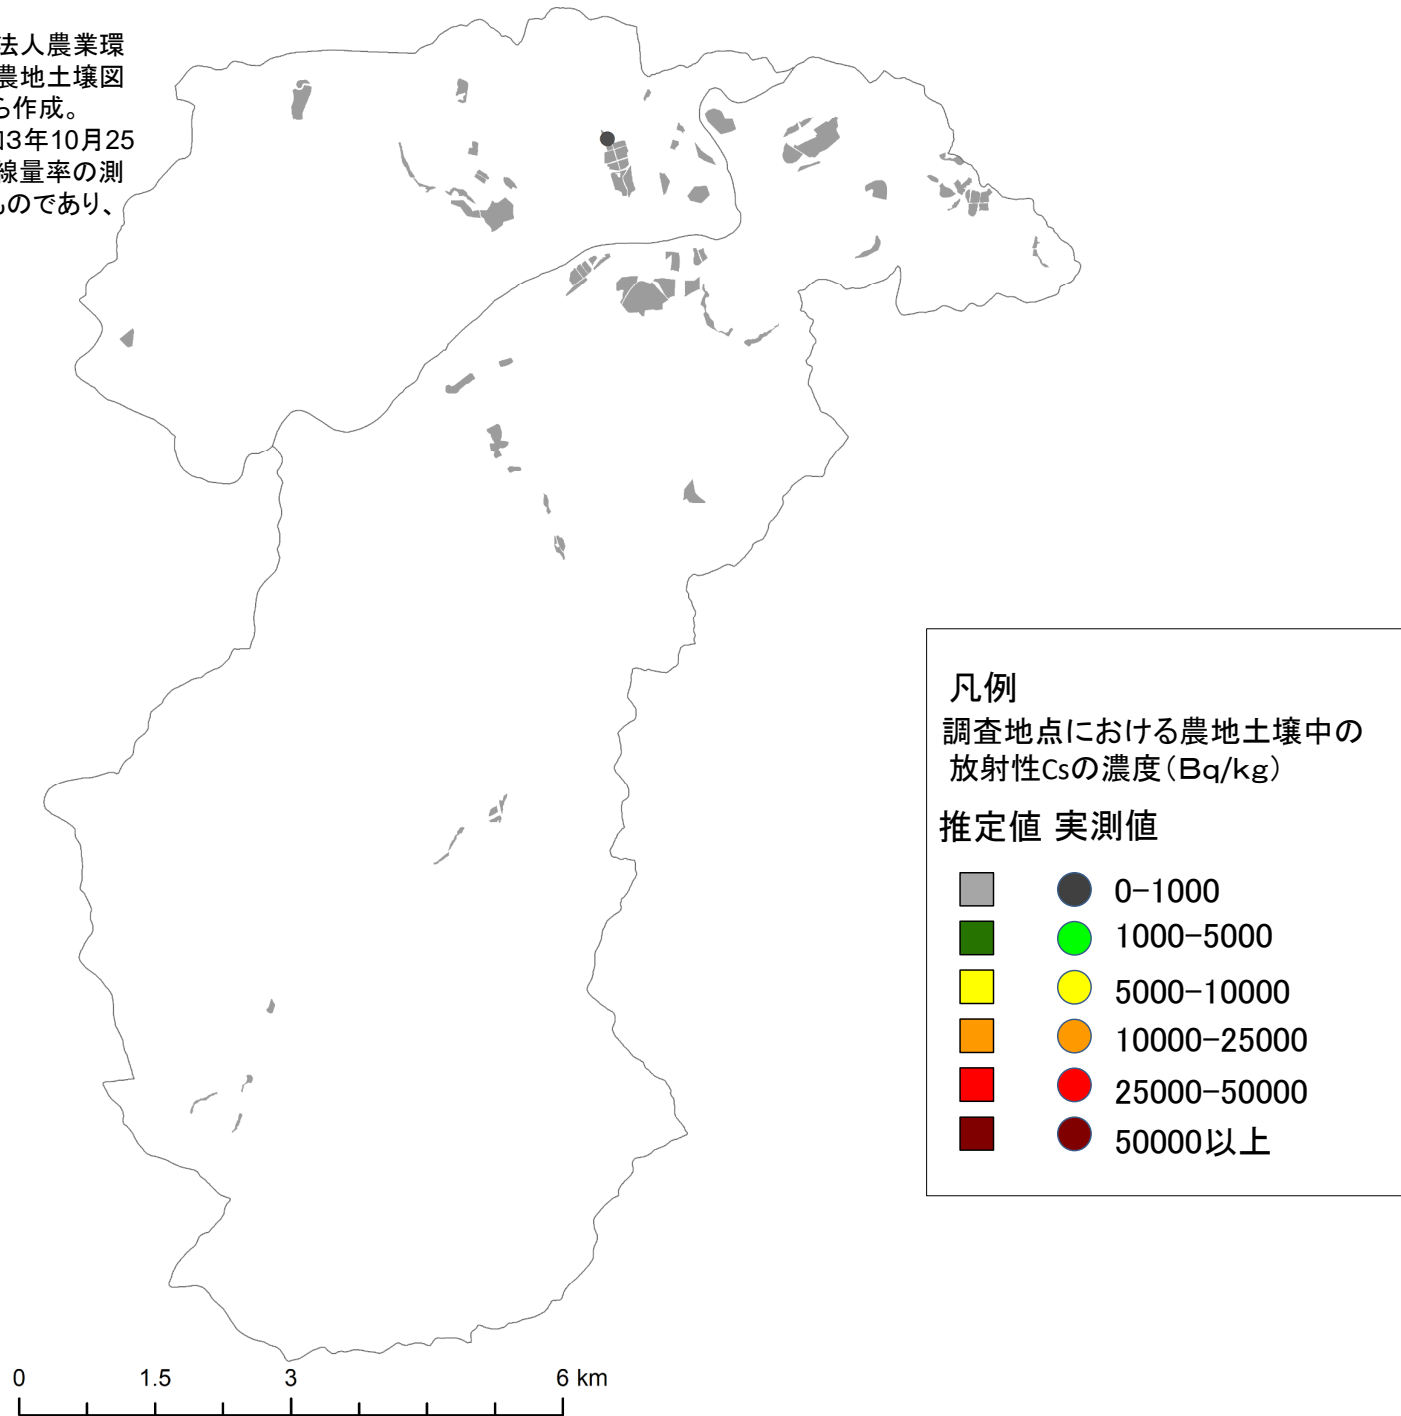 法人農業環
農地土壌図
ら作成。
和3年10月25
線量率の測
ものであり、
凡例
調査地点における農地土壌中の
放射性Csの濃度（Bq/kg）
推定値 実測値
0-1000
1000-5000
5000-10000
10000-25000
25000-50000
50000以上
0 1.5 3 6 km